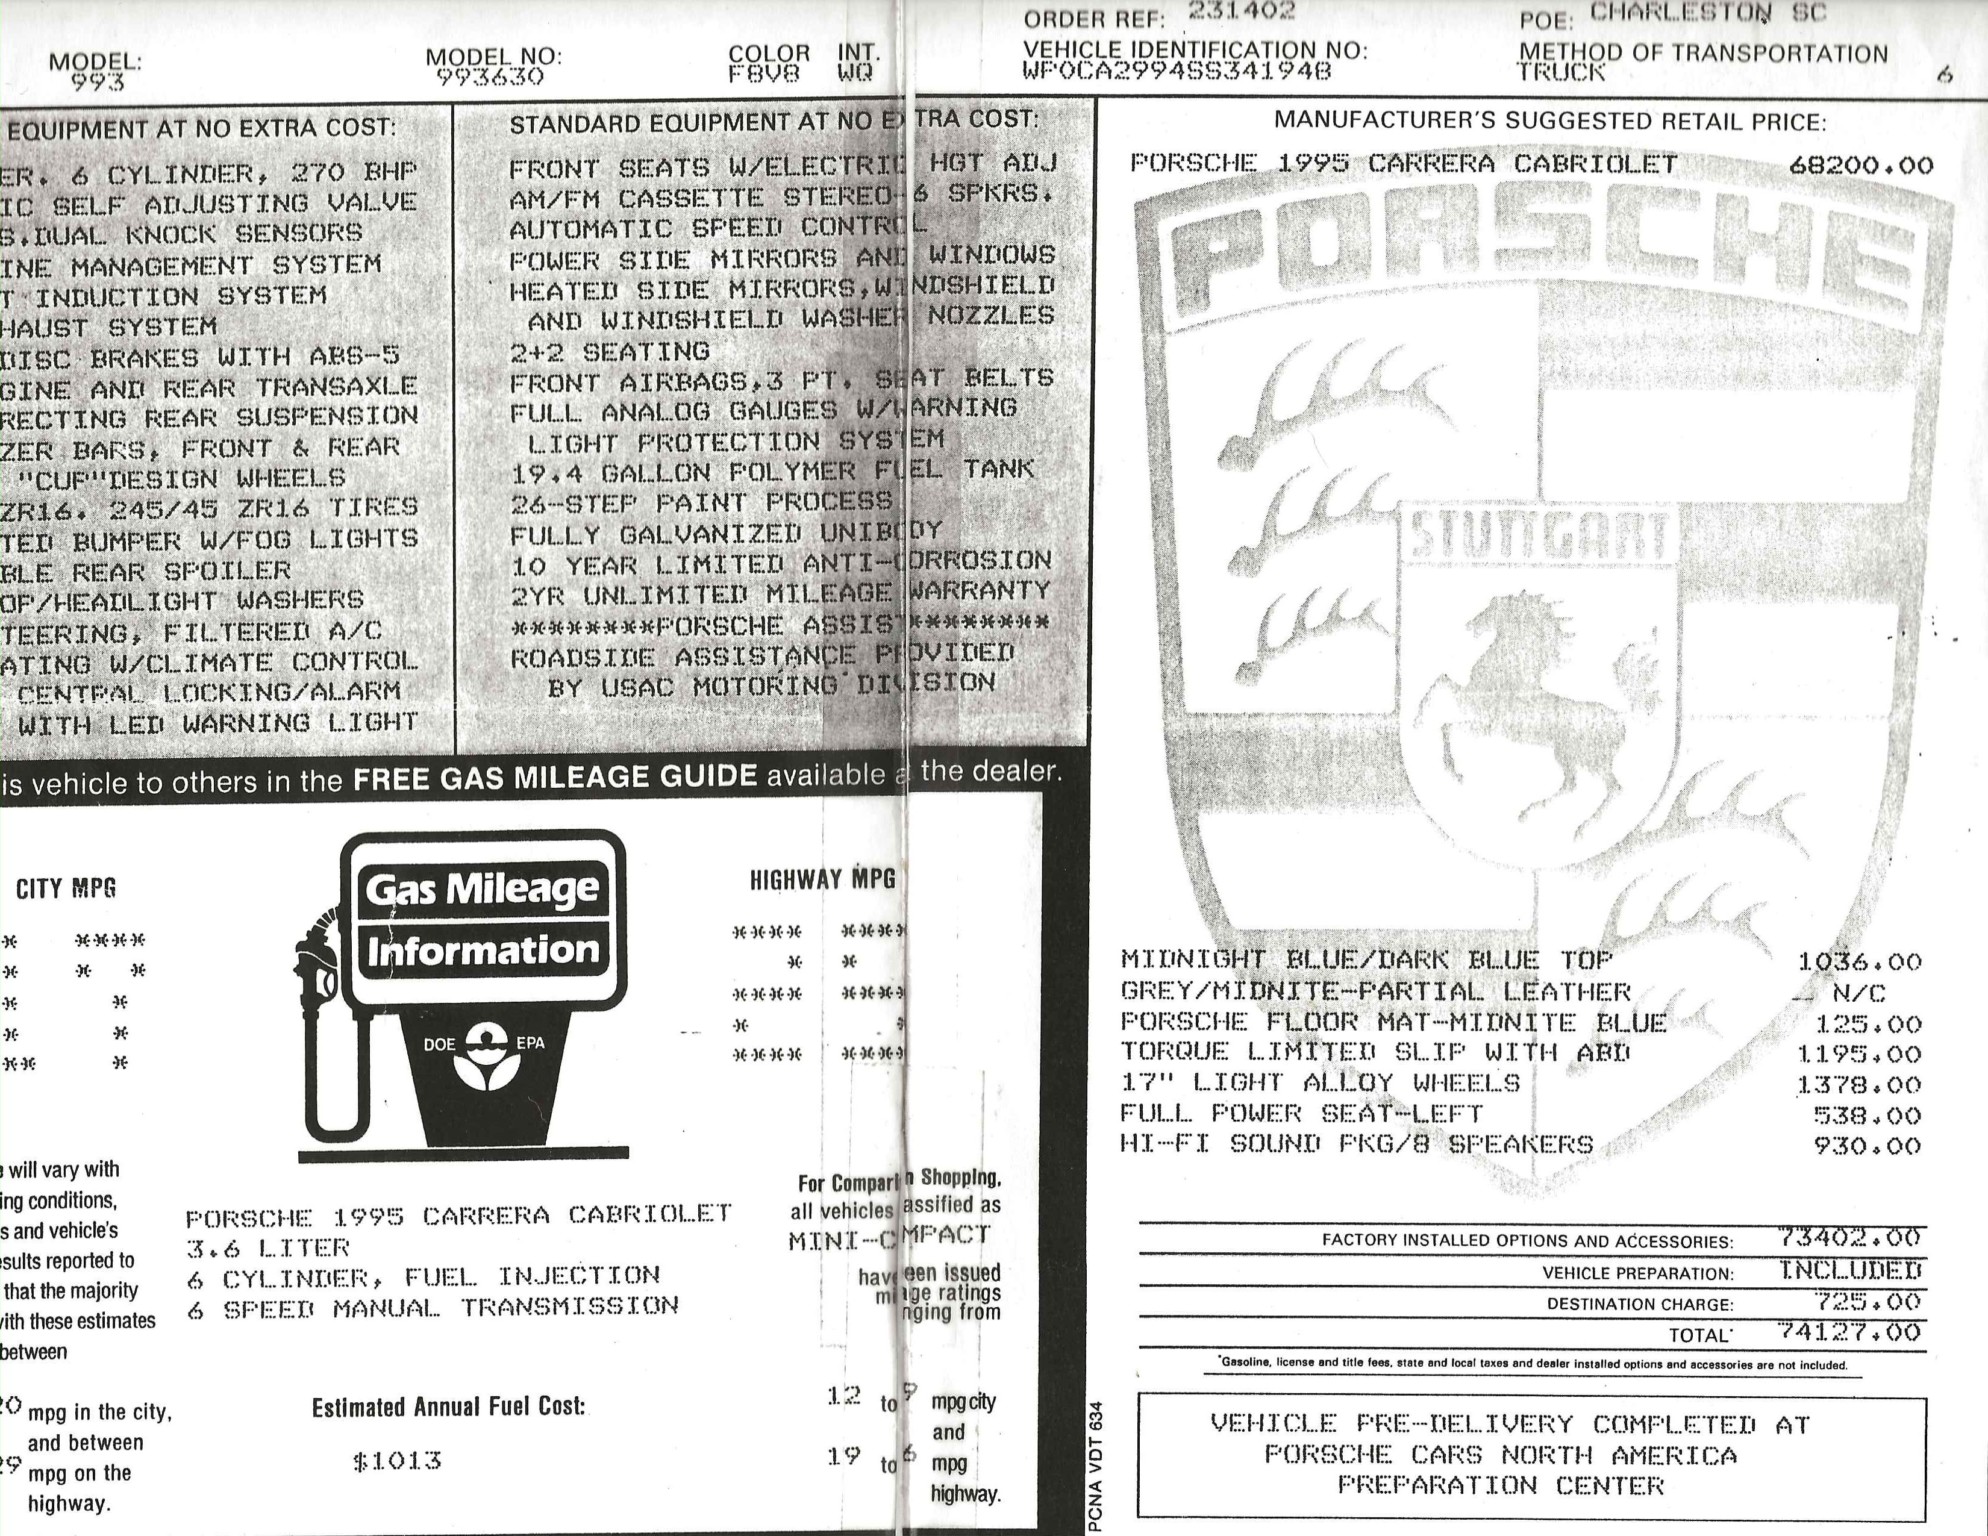 ORDER REF: 231402
POE: CHARLESTON SC
MODEL:
993
MODEL NO:
993630
COLOR INT.
F8V8 WQ
VEHICLE IDENTIFICATION NO:
WP0CA2994SS341948
METHOD OF TRANSPORTATION
TRUCK
6
EQUIPMENT AT NO EXTRA COST:
ER. 6 CYLINDER, 270 BHP
IC SELF ADJUSTING VALVE
S.DUAL KNOCK SENSORS
INE MANAGEMENT SYSTEM
T INDUCTION SYSTEM
HAUST SYSTEM
DISC BRAKES WITH ABS-5
GINE AND REAR TRANSAXLE
RECTING REAR SUSPENSION
ZER BARS, FRONT & REAR
"CUP"DESIGN WHEELS
ZR16. 245/45 ZR16 TIRES
TED BUMPER W/FOG LIGHTS
BLE REAR SPOILER
OP/HEADLIGHT WASHERS
TEERING, FILTERED A/C
ATING W/CLIMATE CONTROL
CENTRAL LOCKING/ALARM
WITH LED WARNING LIGHT
STANDARD EQUIPMENT AT NO EXTRA COST:
FRONT SEATS W/ELECTRIC HGT ADJ
AM/FM CASSETTE STEREO-6 SPKRS.
AUTOMATIC SPEED CONTROL
POWER SIDE MIRRORS AND WINDOWS
HEATED SIDE MIRRORS,WINDSHIELD
AND WINDSHIELD WASHER NOZZLES
2+2 SEATING
FRONT AIRBAGS,3 PT. SEAT BELTS
FULL ANALOG GAUGES W/WARNING
LIGHT PROTECTION SYSTEM
19.4 GALLON POLYMER FUEL TANK
26-STEP PAINT PROCESS
FULLY GALVANIZED UNIBODY
10 YEAR LIMITED ANTI-CORROSION
2YR UNLIMITED MILEAGE WARRANTY
********PORSCHE ASSIST********
ROADSIDE ASSISTANCE PROVIDED
BY USAC MOTORING DIVISION
is vehicle to others in the FREE GAS MILEAGE GUIDE available a the dealer.
CITY MPG
Gas Mileage
Information
DOE EPA
HIGHWAY MPG
will vary with
ing conditions,
s and vehicle's
sults reported to
that the majority
with these estimates
between
20 mpg in the city,
and between
29 mpg on the
highway.
PORSCHE 1995 CARRERA CABRIOLET
3.6 LITER
6 CYLINDER, FUEL INJECTION
6 SPEED MANUAL TRANSMISSION
Estimated Annual Fuel Cost:
$1013
For Compari n Shopping,
all vehicles assified as
MINI-COMPACT
have een issued
mi age ratings
nging from
12 to 9 mpg city
and
19 to 6 mpg
highway.
PCNA VDT 634
MANUFACTURER'S SUGGESTED RETAIL PRICE:
PORSCHE 1995 CARRERA CABRIOLET 68200.00
PORSCHE
STUTTGART
MIDNIGHT BLUE/DARK BLUE TOP 1036.00
GREY/MIDNITE-PARTIAL LEATHER N/C
PORSCHE FLOOR MAT-MIDNITE BLUE 125.00
TORQUE LIMITED SLIP WITH ABD 1195.00
17" LIGHT ALLOY WHEELS 1378.00
FULL POWER SEAT-LEFT 538.00
HI-FI SOUND PKG/8 SPEAKERS 930.00
FACTORY INSTALLED OPTIONS AND ACCESSORIES: 73402.00
VEHICLE PREPARATION: INCLUDED
DESTINATION CHARGE: 725.00
TOTAL* 74127.00
*Gasoline, license and title fees, state and local taxes and dealer installed options and accessories are not included.
VEHICLE PRE-DELIVERY COMPLETED AT
PORSCHE CARS NORTH AMERICA
PREPARATION CENTER